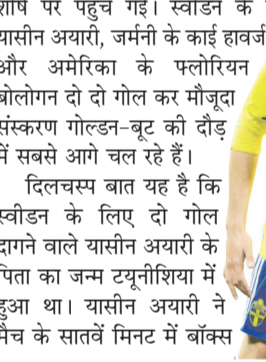 शीर्ष पर पहुंच गई। स्वीडन के
यासीन अयारी, जर्मनी के काई हावर्ज
और अमेरिका के फ्लोरियन
बोलोगन दो दो गोल कर मौजूदा
संस्करण गोल्डन-बूट की दौड़
में सबसे आगे चल रहे हैं।
दिलचस्प बात यह है कि
स्वीडन के लिए दो गोल
दागने वाले यासीन अयारी के
पिता का जन्म टयूनीशिया में
हुआ था। यासीन अयारी ने
मैच के सातवें मिनट में बॉक्स